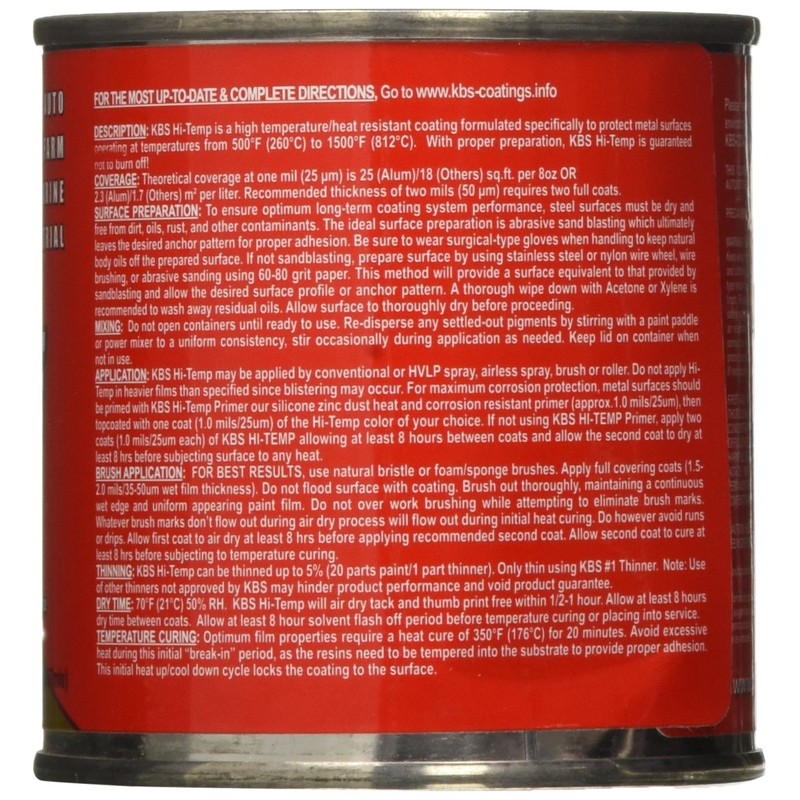 FOR THE MOST UP-TO-DATE & COMPLETE DIRECTIONS, Go to www.kbs-coatings.info
DESCRIPTION: KBS Hi-Temp is a high temperature/heat resistant coating formulated specifically to protect metal surfaces
operating at temperatures from 500°F (260°C) to 1500°F (812°C). With proper preparation, KBS Hi-Temp is guaranteed
not to burn off!
COVERAGE: Theoretical coverage at one mil (25 µm) is 25 (Alum)/18 (Others) sq.ft. per 8oz OR
2.3 (Alum)/1.7 (Others) m² per liter. Recommended thickness of two mils (50 µm) requires two full coats.
SURFACE PREPARATION: To ensure optimum long-term coating system performance, steel surfaces must be dry and
free from dirt, oils, rust, and other contaminants. The ideal surface preparation is abrasive sand blasting which ultimately
leaves the desired anchor pattern for proper adhesion. Be sure to wear surgical-type gloves when handling to keep natural
body oils off the prepared surface. If not sandblasting, prepare surface by using stainless steel or nylon wire wheel, wire
brushing, or abrasive sanding using 60-80 grit paper. This method will provide a surface equivalent to that provided by
sandblasting and allow the desired surface profile or anchor pattern. A thorough wipe down with Acetone or Xylene is
recommended to wash away residual oils. Allow surface to thoroughly dry before proceeding.
MIXING: Do not open containers until ready to use. Re-disperse any settled-out pigments by stirring with a paint paddle
or power mixer to a uniform consistency, stir occasionally during application as needed. Keep lid on container when
not in use.
APPLICATION: KBS Hi-Temp may be applied by conventional or HVLP spray, airless spray, brush or roller. Do not apply Hi-
Temp in heavier films than specified since blistering may occur. For maximum corrosion protection, metal surfaces should
be primed with KBS Hi-Temp Primer our silicone zinc dust heat and corrosion resistant primer (approx.1.0 mils/25um), then
topcoated with one coat (1.0 mils/25um) of the Hi-Temp color of your choice. If not using KBS HI-TEMP Primer, apply two
coats (1.0 mils/25um each) of KBS HI-TEMP allowing at least 8 hours between coats and allow the second coat to dry at
least 8 hrs before subjecting surface to any heat.
BRUSH APPLICATION: FOR BEST RESULTS, use natural bristle or foam/sponge brushes. Apply full covering coats (1.5-
2.0 mils/35-50um wet film thickness). Do not flood surface with coating. Brush out thoroughly, maintaining a continuous
wet edge and uniform appearing paint film. Do not over work brushing while attempting to eliminate brush marks.
Whatever brush marks don't flow out during air dry process will flow out during initial heat curing. Do however avoid runs
or drips. Allow first coat to air dry at least 8 hrs before applying recommended second coat. Allow second coat to cure at
least 8 hrs before subjecting to temperature curing.
THINNING: KBS Hi-Temp can be thinned up to 5% (20 parts paint/1 part thinner). Only thin using KBS #1 Thinner. Note: Use
of other thinners not approved by KBS may hinder product performance and void product guarantee.
DRY TIME: 70°F (21°C) 50% RH. KBS Hi-Temp will air dry tack and thumb print free within 1/2-1 hour. Allow at least 8 hours
dry time between coats. Allow at least 8 hour solvent flash off period before temperature curing or placing into service.
TEMPERATURE CURING: Optimum film properties require a heat cure of 350°F (176°C) for 20 minutes. Avoid excessive
heat during this initial "break-in" period, as the resins need to be tempered into the substrate to provide proper adhesion.
This initial heat up/cool down cycle locks the coating to the surface.